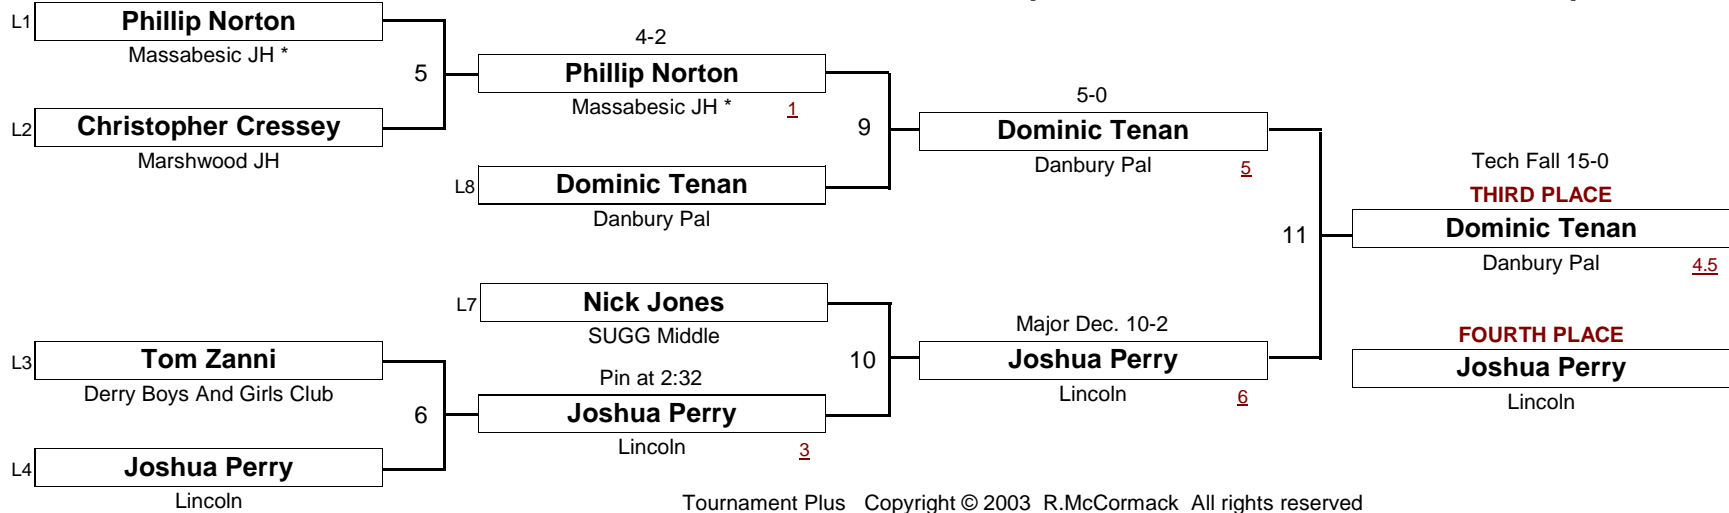 L1
Phillip Norton
Massabesic JH *
5
L2
Christopher Cressey
Marshwood JH
4-2
Phillip Norton
Massabesic JH *
1
9
L8
Dominic Tenan
Danbury Pal
5-0
Dominic Tenan
Danbury Pal
5
Tech Fall 15-0
THIRD PLACE
Dominic Tenan
Danbury Pal
4.5
11
L7
Nick Jones
SUGG Middle
L3
Tom Zanni
Derry Boys And Girls Club
6
L4
Joshua Perry
Lincoln
Pin at 2:32
Joshua Perry
Lincoln
3
10
Major Dec. 10-2
Joshua Perry
Lincoln
6
FOURTH PLACE
Joshua Perry
Lincoln
Tournament Plus Copyright © 2003 R.McCormack All rights reserved